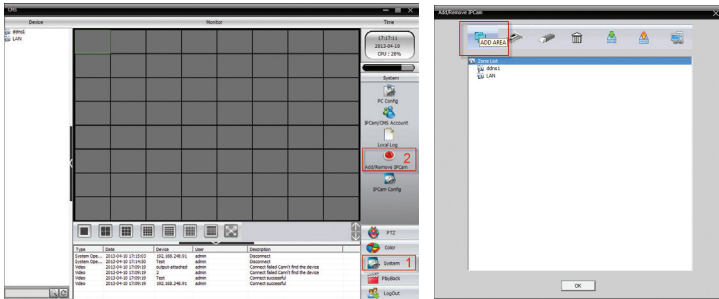 CMS
Device
Monitor
Time
ddns1
LAN
17:17:11
2013-04-10
CPU : 28%
System
PC Config
IPCam/CMS Account
Local Log
2
Add/Remove IPCam
IPCam Config
PTZ
Color
System 1
PlayBack
LogOut
Type Date Device User Description
System Ope... 2013-04-10 17:15:03 192.168.248.91 admin Disconnect
System Ope... 2013-04-10 17:14:50 Test admin Disconnect
Video 2013-04-10 17:09:19 output-attached admin Connect failed Cann't find the device
Video 2013-04-10 17:09:19 2 admin Connect failed Cann't find the device
Video 2013-04-10 17:09:19 Test admin Connect successful
Video 2013-04-10 17:09:19 192.168.248.91 admin Connect successful
Add/Remove IPCam
ADD AREA
Zone List
ddns1
LAN
OK